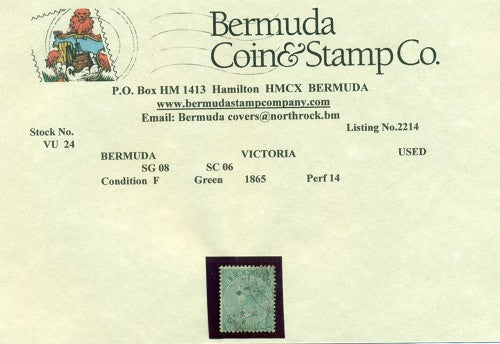 Bermuda
Coin&Stamp Co.
P.O. Box HM 1413 Hamilton HMCX BERMUDA
www.bermudastampcompany.com
Email: Bermuda covers@northrock.bm
Stock No. Listing No.2214
VU 24
BERMUDA VICTORIA USED
SG 08 SC 06
Condition F Green 1865 Perf 14
BERMUDA